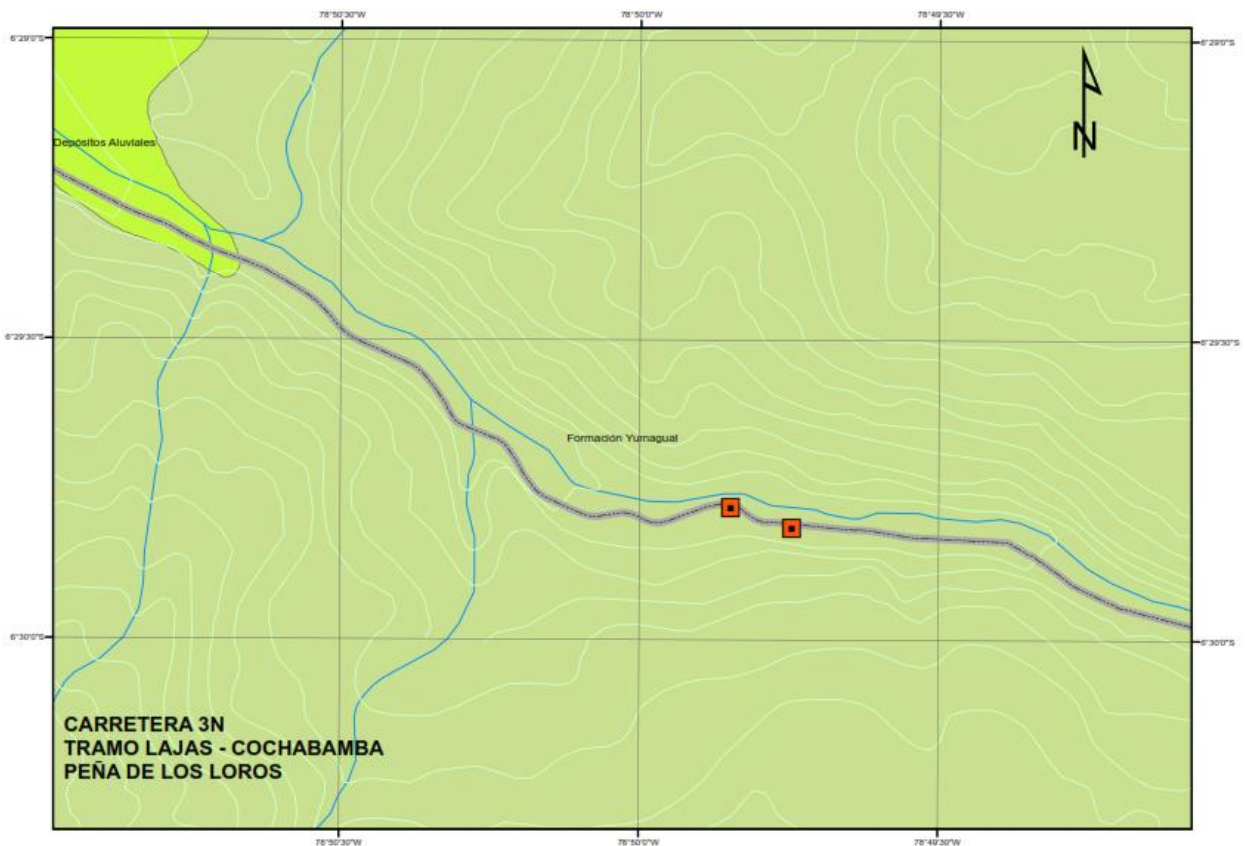 78°50'30"W 78°50'0"W 78°49'30"W
6°29'0"S 6°29'0"S
N
Depósitos Aluviales
6°29'30"S 6°29'30"S
Formación Yumagual
6°30'0"S 6°30'0"S
CARRETERA 3N
TRAMO LAJAS - COCHABAMBA
PEÑA DE LOS LOROS
78°50'30"W 78°50'0"W 78°49'30"W